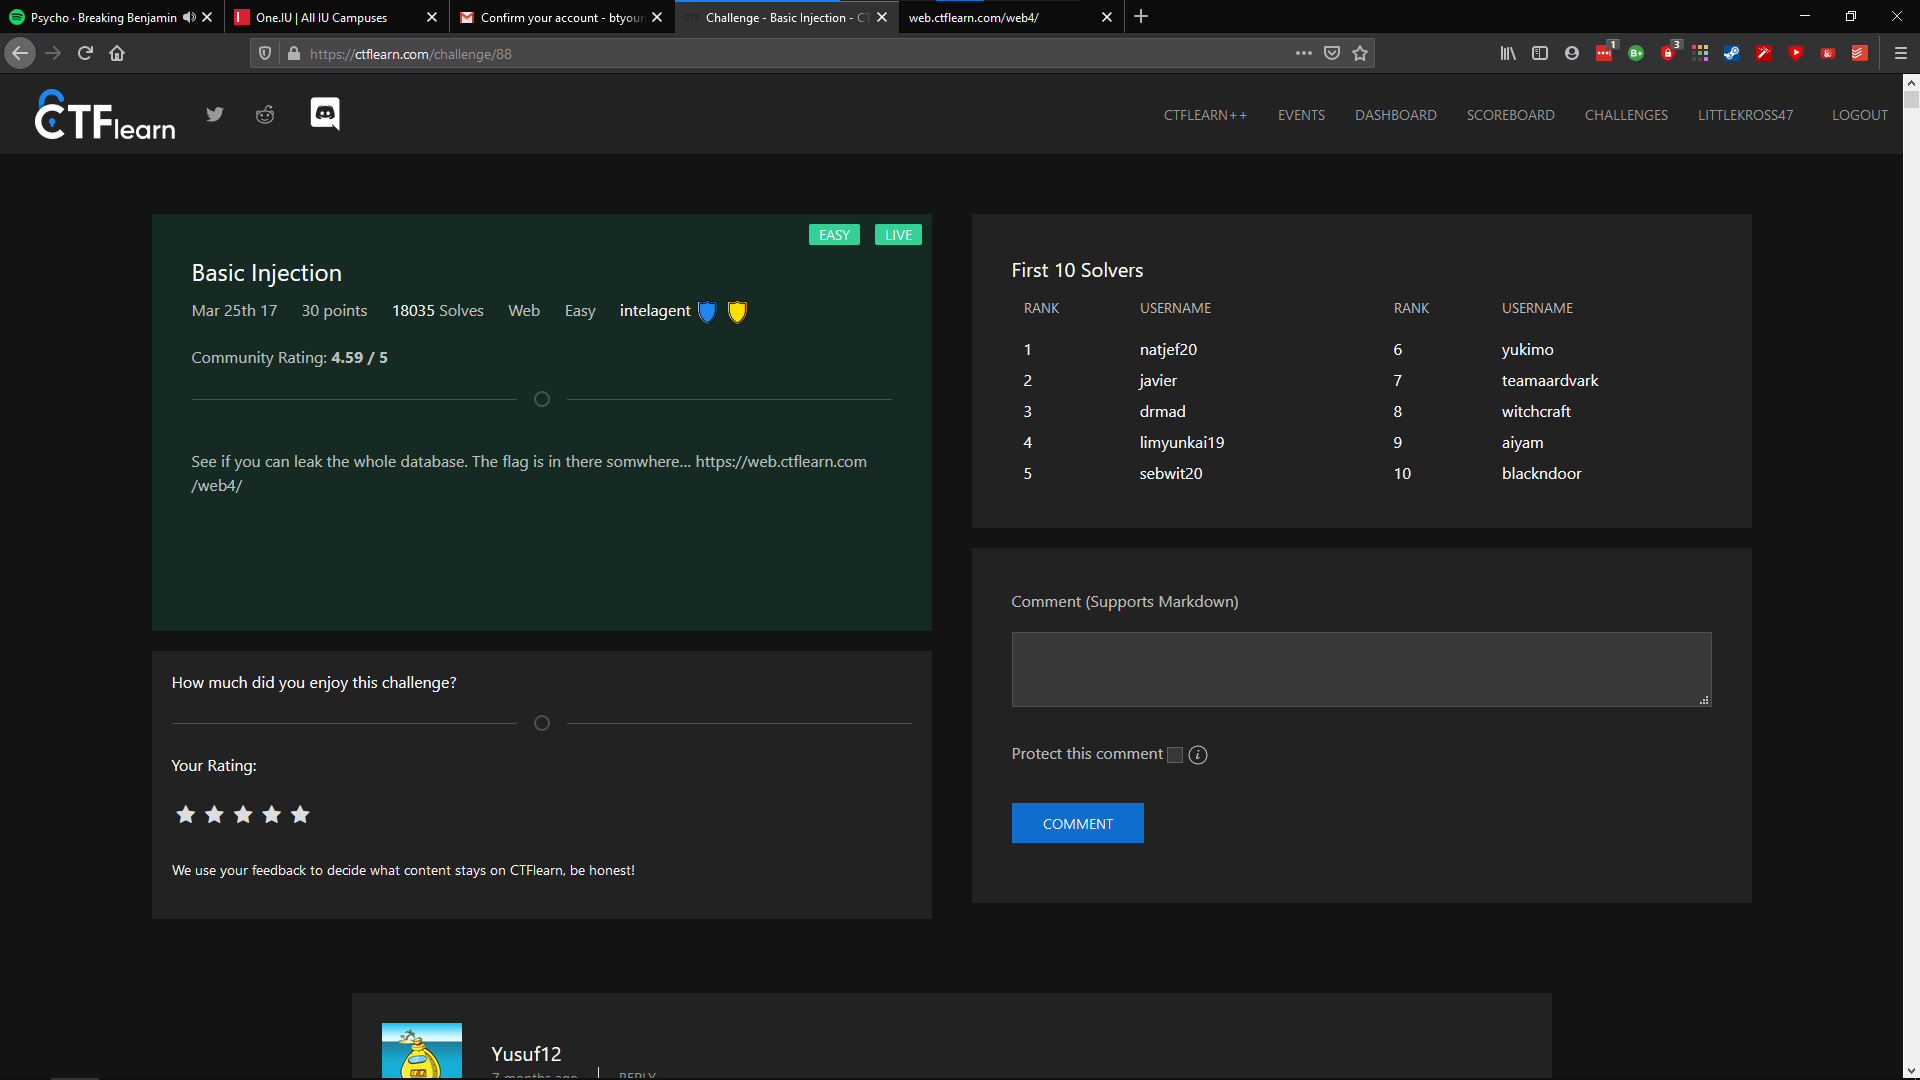 Psycho · Breaking Benjamin
One.IU | All IU Campuses
Confirm your account - btyoun
Challenge - Basic Injection - CT
web.ctflearn.com/web4/
https://ctflearn.com/challenge/88
1
B+
3
CTFlearn
CTFLEARN++
EVENTS
DASHBOARD
SCOREBOARD
CHALLENGES
LITTLEKROSS47
LOGOUT
EASY
LIVE
Basic Injection
Mar 25th 17 30 points 18035 Solves Web Easy intelagent
Community Rating: 4.59 / 5
See if you can leak the whole database. The flag is in there somwhere... https://web.ctflearn.com
/web4/
How much did you enjoy this challenge?
Your Rating:
We use your feedback to decide what content stays on CTFlearn, be honest!
First 10 Solvers
RANK USERNAME RANK USERNAME
1 natjef20 6 yukimo
2 javier 7 teamaardvark
3 drmad 8 witchcraft
4 limyunkai19 9 aiyam
5 sebwit20 10 blackndoor
Comment (Supports Markdown)
Protect this comment
COMMENT
Yusuf12
7 months ago | REPLY